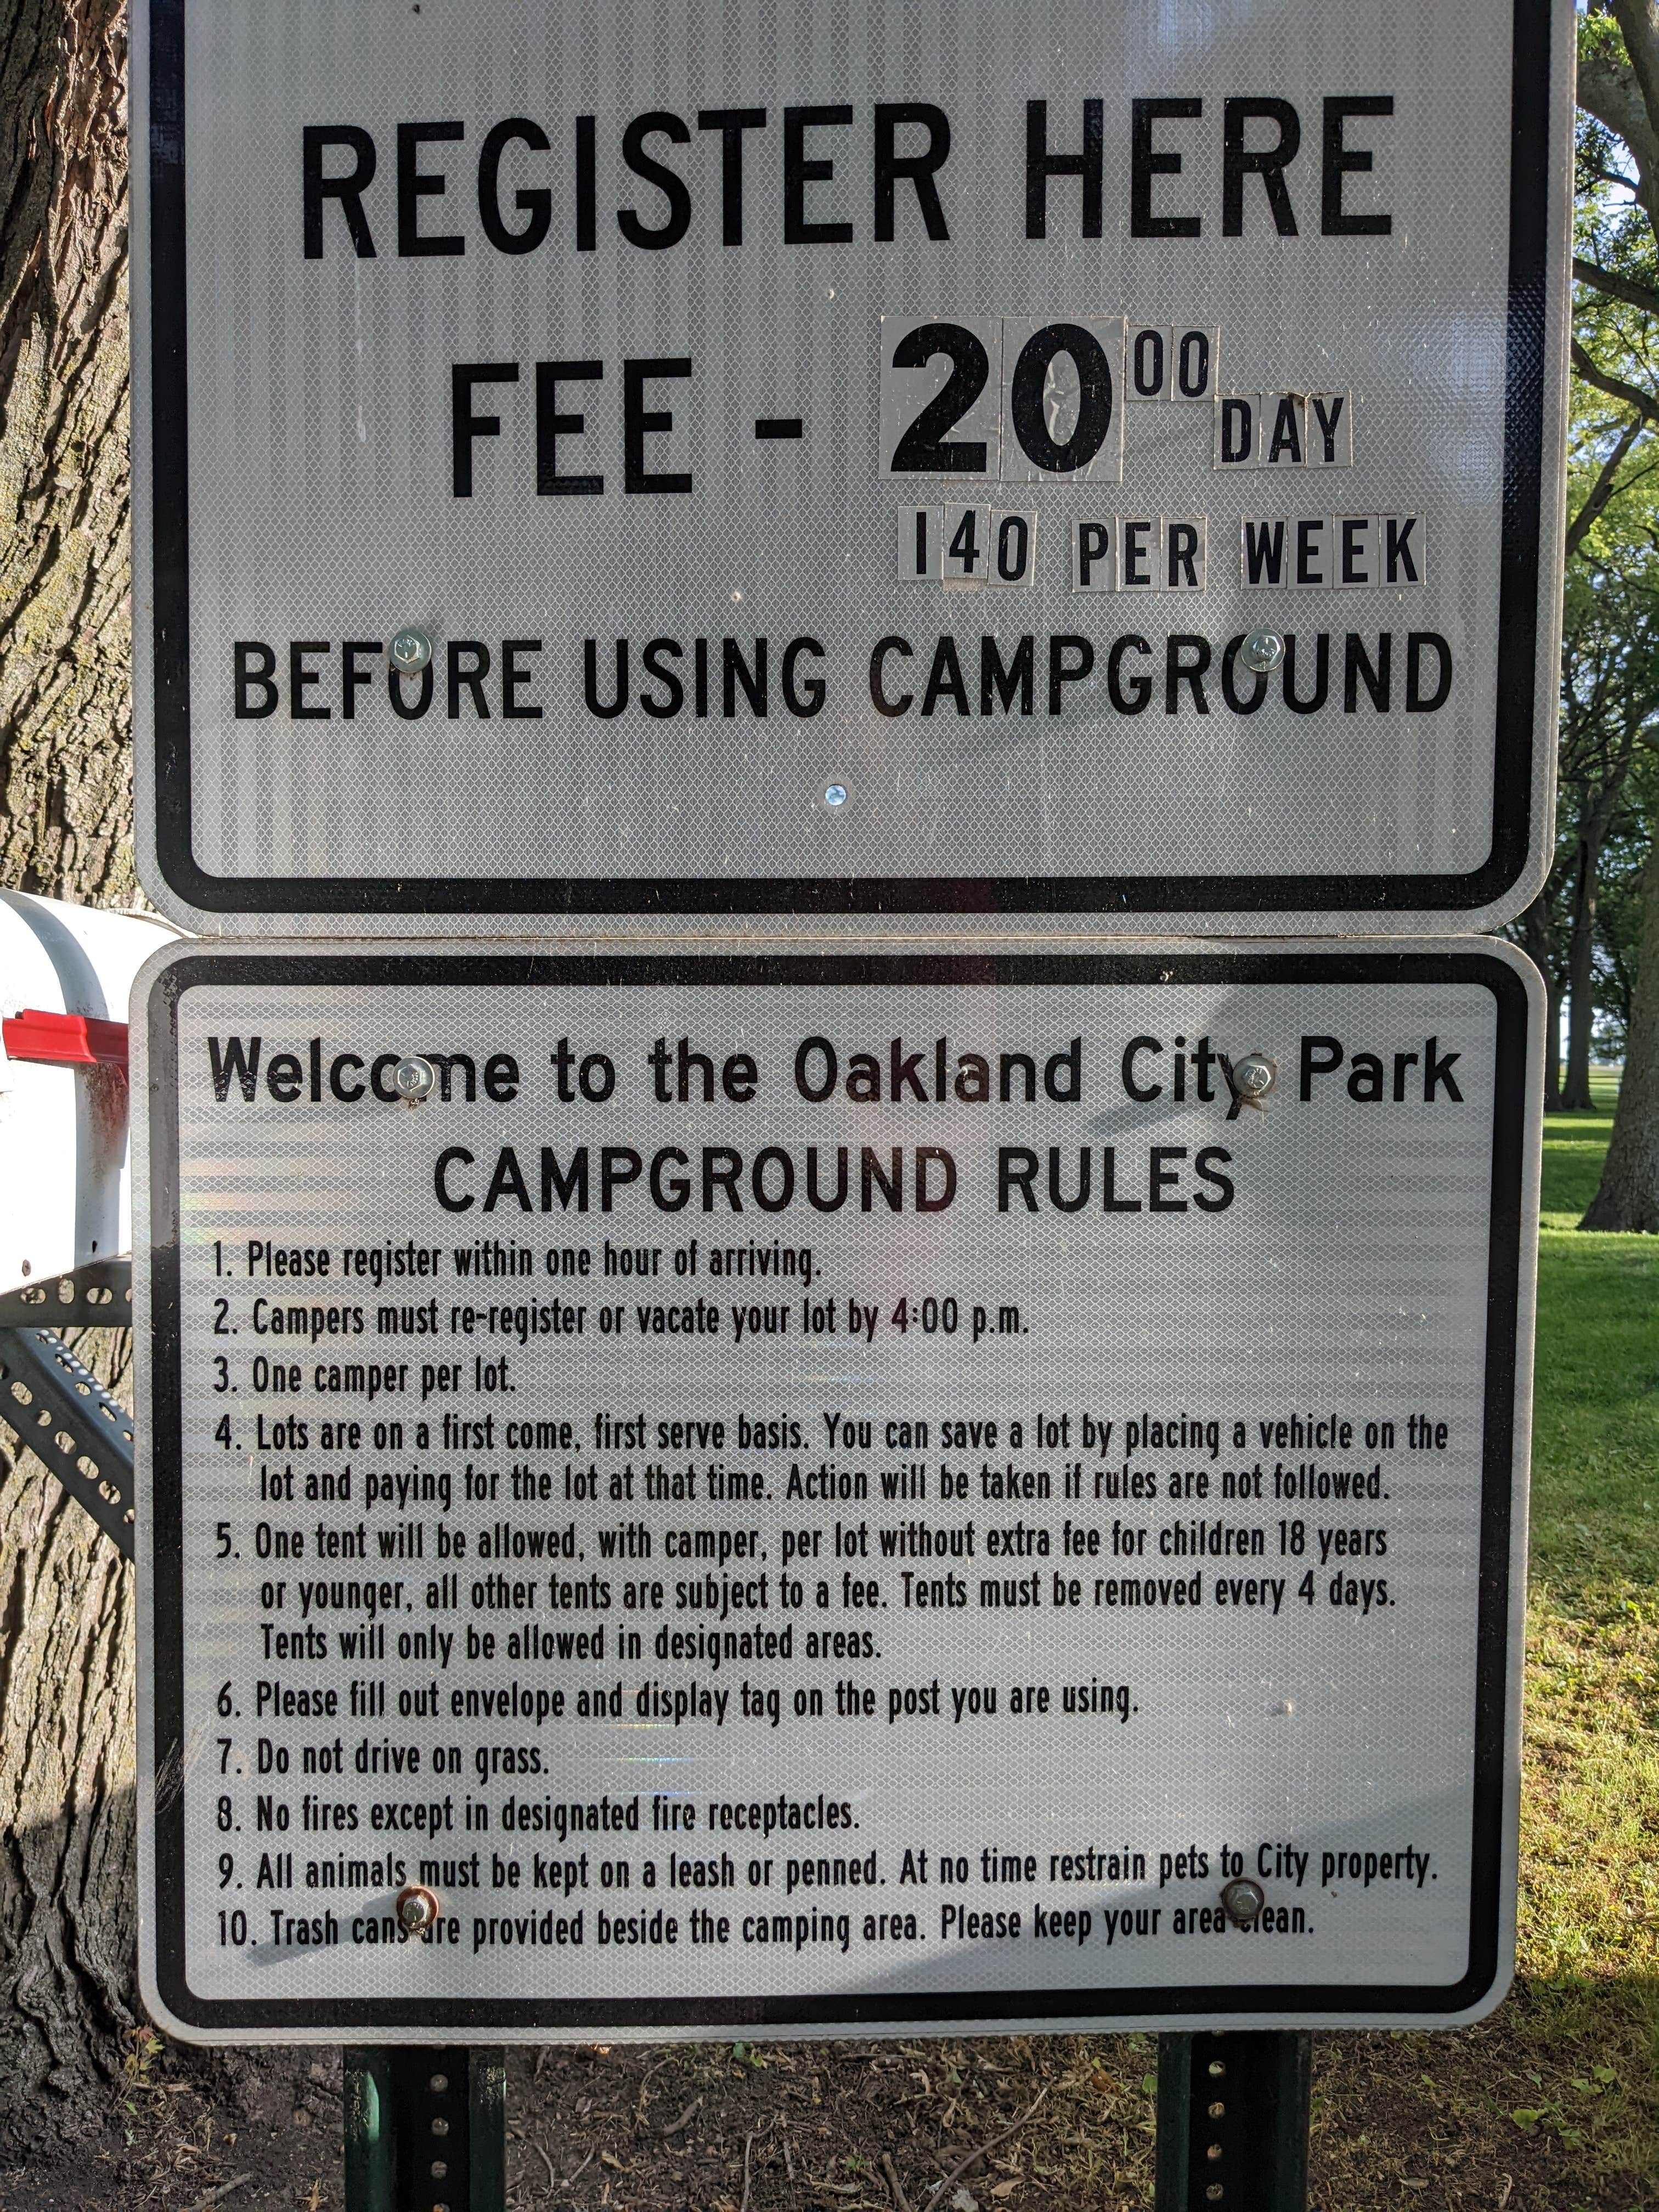 REGISTER HERE
FEE - 20 00 DAY
140 PER WEEK
BEFORE USING CAMPGROUND
Welcome to the Oakland City Park
CAMPGROUND RULES
1. Please register within one hour of arriving.
2. Campers must re-register or vacate your lot by 4:00 p.m.
3. One camper per lot.
4. Lots are on a first come, first serve basis. You can save a lot by placing a vehicle on the
lot and paying for the lot at that time. Action will be taken if rules are not followed.
5. One tent will be allowed, with camper, per lot without extra fee for children 18 years
or younger, all other tents are subject to a fee. Tents must be removed every 4 days.
Tents will only be allowed in designated areas.
6. Please fill out envelope and display tag on the post you are using.
7. Do not drive on grass.
8. No fires except in designated fire receptacles.
9. All animals must be kept on a leash or penned. At no time restrain pets to City property.
10. Trash cans are provided beside the camping area. Please keep your area clean.